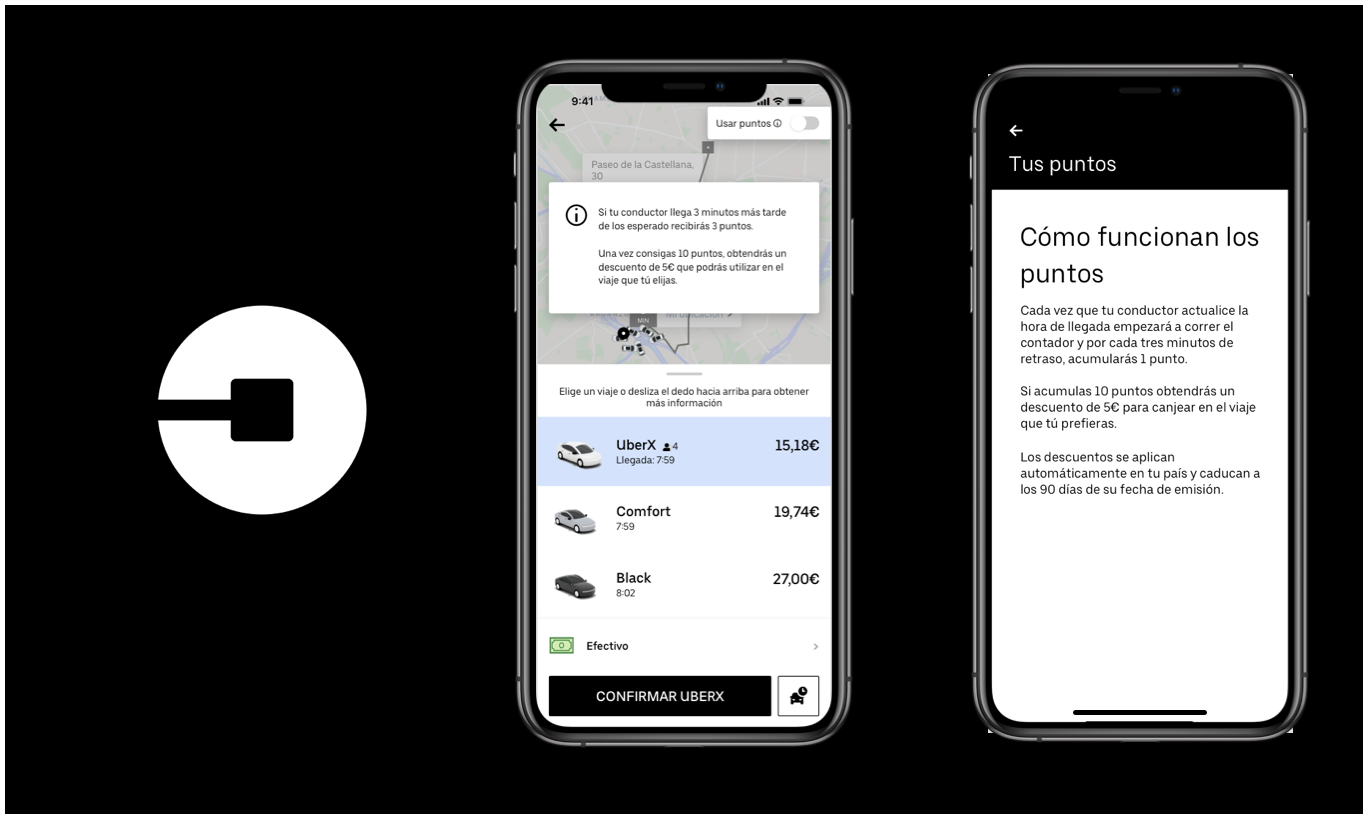 9:41
Usar puntos
Paseo de la Castellana,
30
Si tu conductor llega 3 minutos más tarde
de los esperado recibirás 3 puntos.
Una vez consigas 10 puntos, obtendrás un
descuento de 5€ que podrás utilizar en el
viaje que tú elijas.
MIN
Mi ubicación
Elige un viaje o desliza el dedo hacia arriba para obtener
más información
UberX 4 15,18€
Llegada: 7:59
Comfort 19,74€
7:59
Black 27,00€
8:02
Efectivo
CONFIRMAR UBERX
Tus puntos
Cómo funcionan los
puntos
Cada vez que tu conductor actualice la
hora de llegada empezará a correr el
contador y por cada tres minutos de
retraso, acumularás 1 punto.
Si acumulas 10 puntos obtendrás un
descuento de 5€ para canjear en el viaje
que tú prefieras.
Los descuentos se aplican
automáticamente en tu país y caducan a
los 90 días de su fecha de emisión.